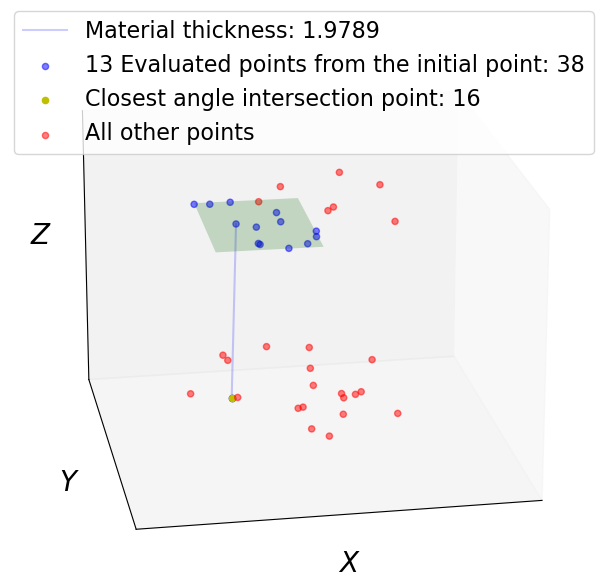 Material thickness: 1.9789
13 Evaluated points from the initial point: 38
Closest angle intersection point: 16
All other points
Z
Y
X